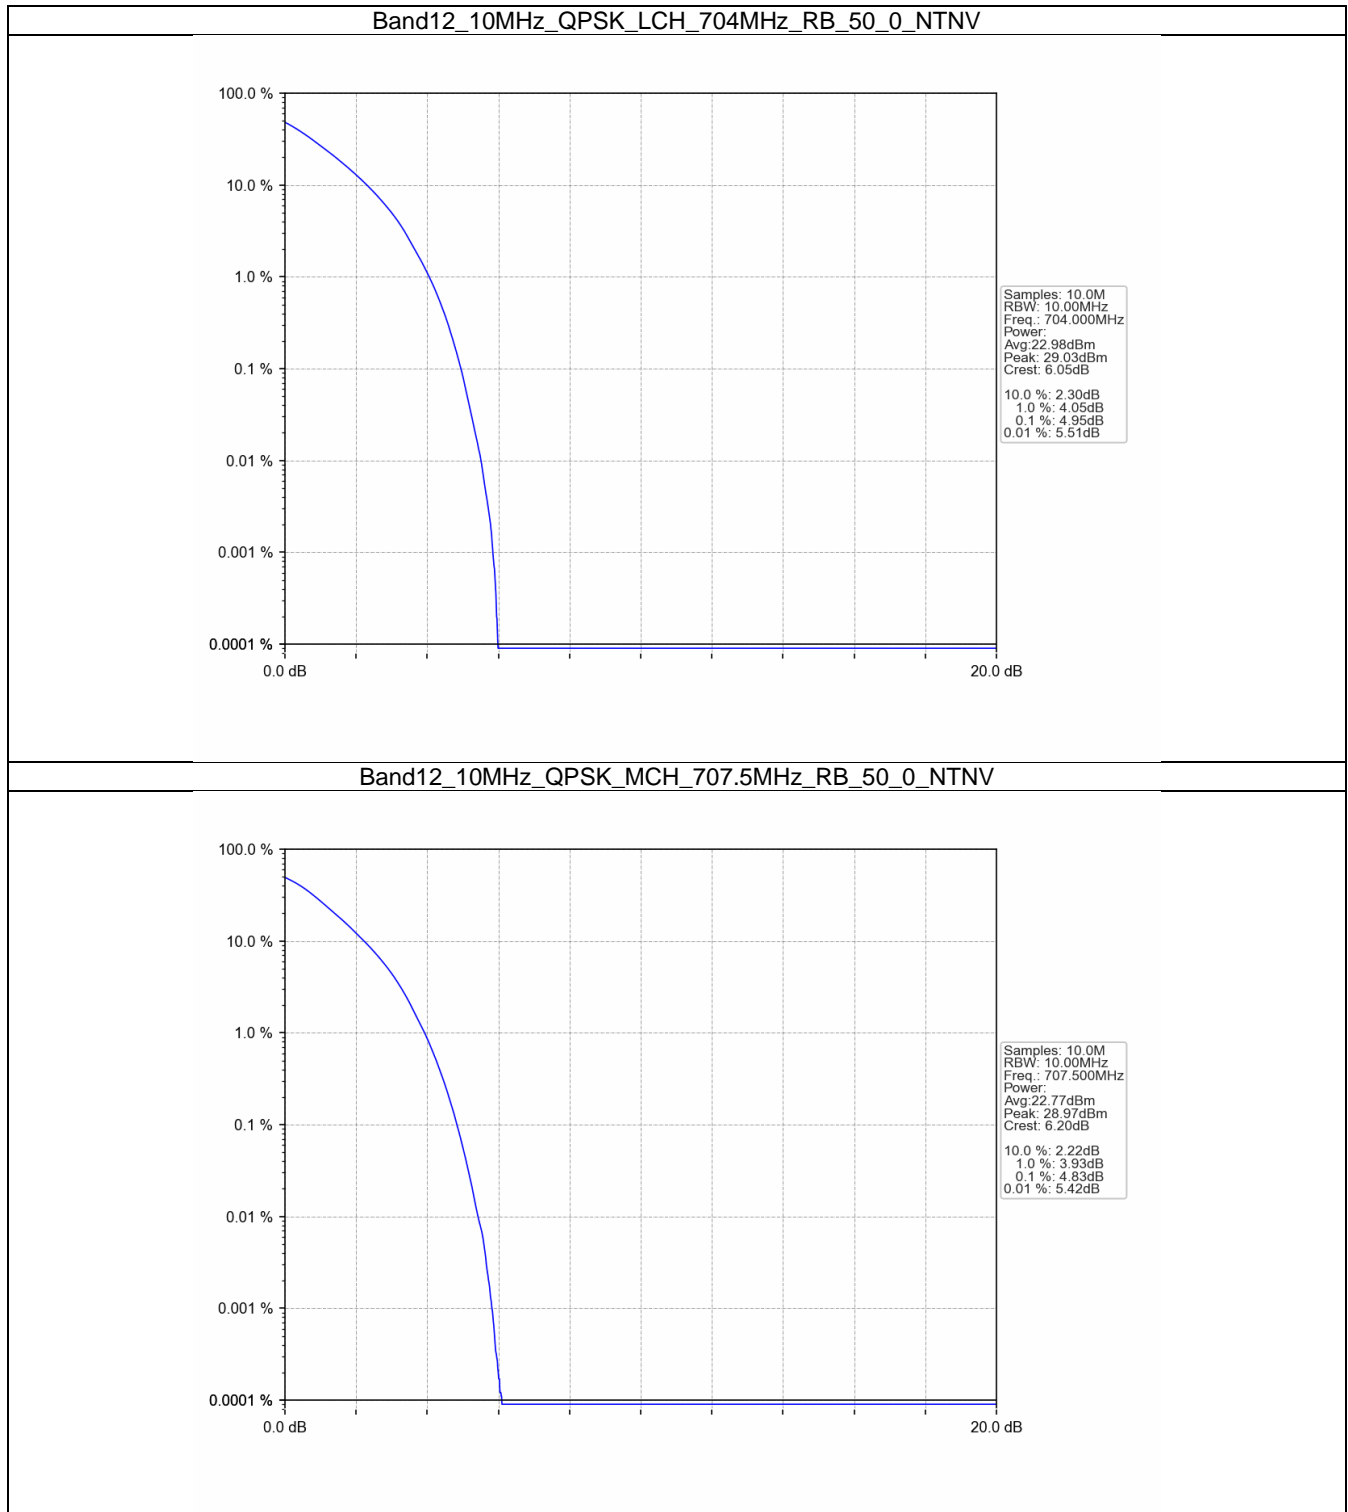 Band12_10MHz_QPSK_LCH_704MHz_RB_50_0_NTNV
100.0 %
10.0 %
1.0 %
0.1 %
0.01 %
0.001 %
0.0001 %
0.0 dB
20.0 dB
Samples: 10.0M
RBW: 10.00MHz
Freq.: 704.000MHz
Power:
Avg:22.98dBm
Peak: 29.03dBm
Crest: 6.05dB
10.0 %: 2.30dB
1.0 %: 4.05dB
0.1 %: 4.95dB
0.01 %: 5.51dB
Band12_10MHz_QPSK_MCH_707.5MHz_RB_50_0_NTNV
100.0 %
10.0 %
1.0 %
0.1 %
0.01 %
0.001 %
0.0001 %
0.0 dB
20.0 dB
Samples: 10.0M
RBW: 10.00MHz
Freq.: 707.500MHz
Power:
Avg:22.77dBm
Peak: 28.97dBm
Crest: 6.20dB
10.0 %: 2.22dB
1.0 %: 3.93dB
0.1 %: 4.83dB
0.01 %: 5.42dB